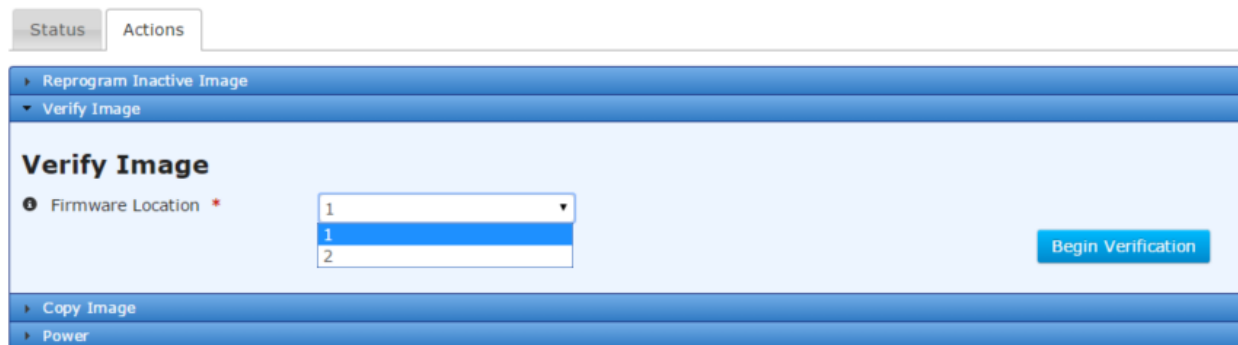 Status Actions
Reprogram Inactive Image
Verify Image
Verify Image
Firmware Location * 1
1
2
Begin Verification
Copy Image
Power